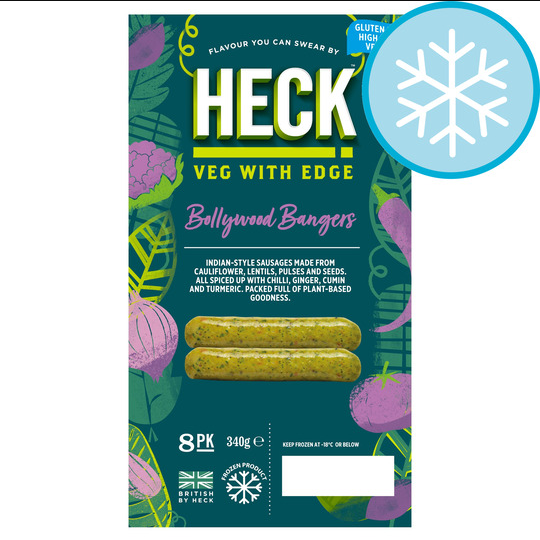 FLAVOUR YOU CAN SWEAR BY
GLUTEN
HIGH
HECK
™
VEG WITH EDGE
Bollywood Bangers
INDIAN-STYLE SAUSAGES MADE FROM
CAULIFLOWER, LENTILS, PULSES AND SEEDS.
ALL SPICED UP WITH CHILLI, GINGER, CUMIN
AND TURMERIC. PACKED FULL OF PLANT-BASED
GOODNESS.
8PK 340g ℮
KEEP FROZEN AT -18°C OR BELOW
FROZEN PRODUCT
BRITISH
BY HECK